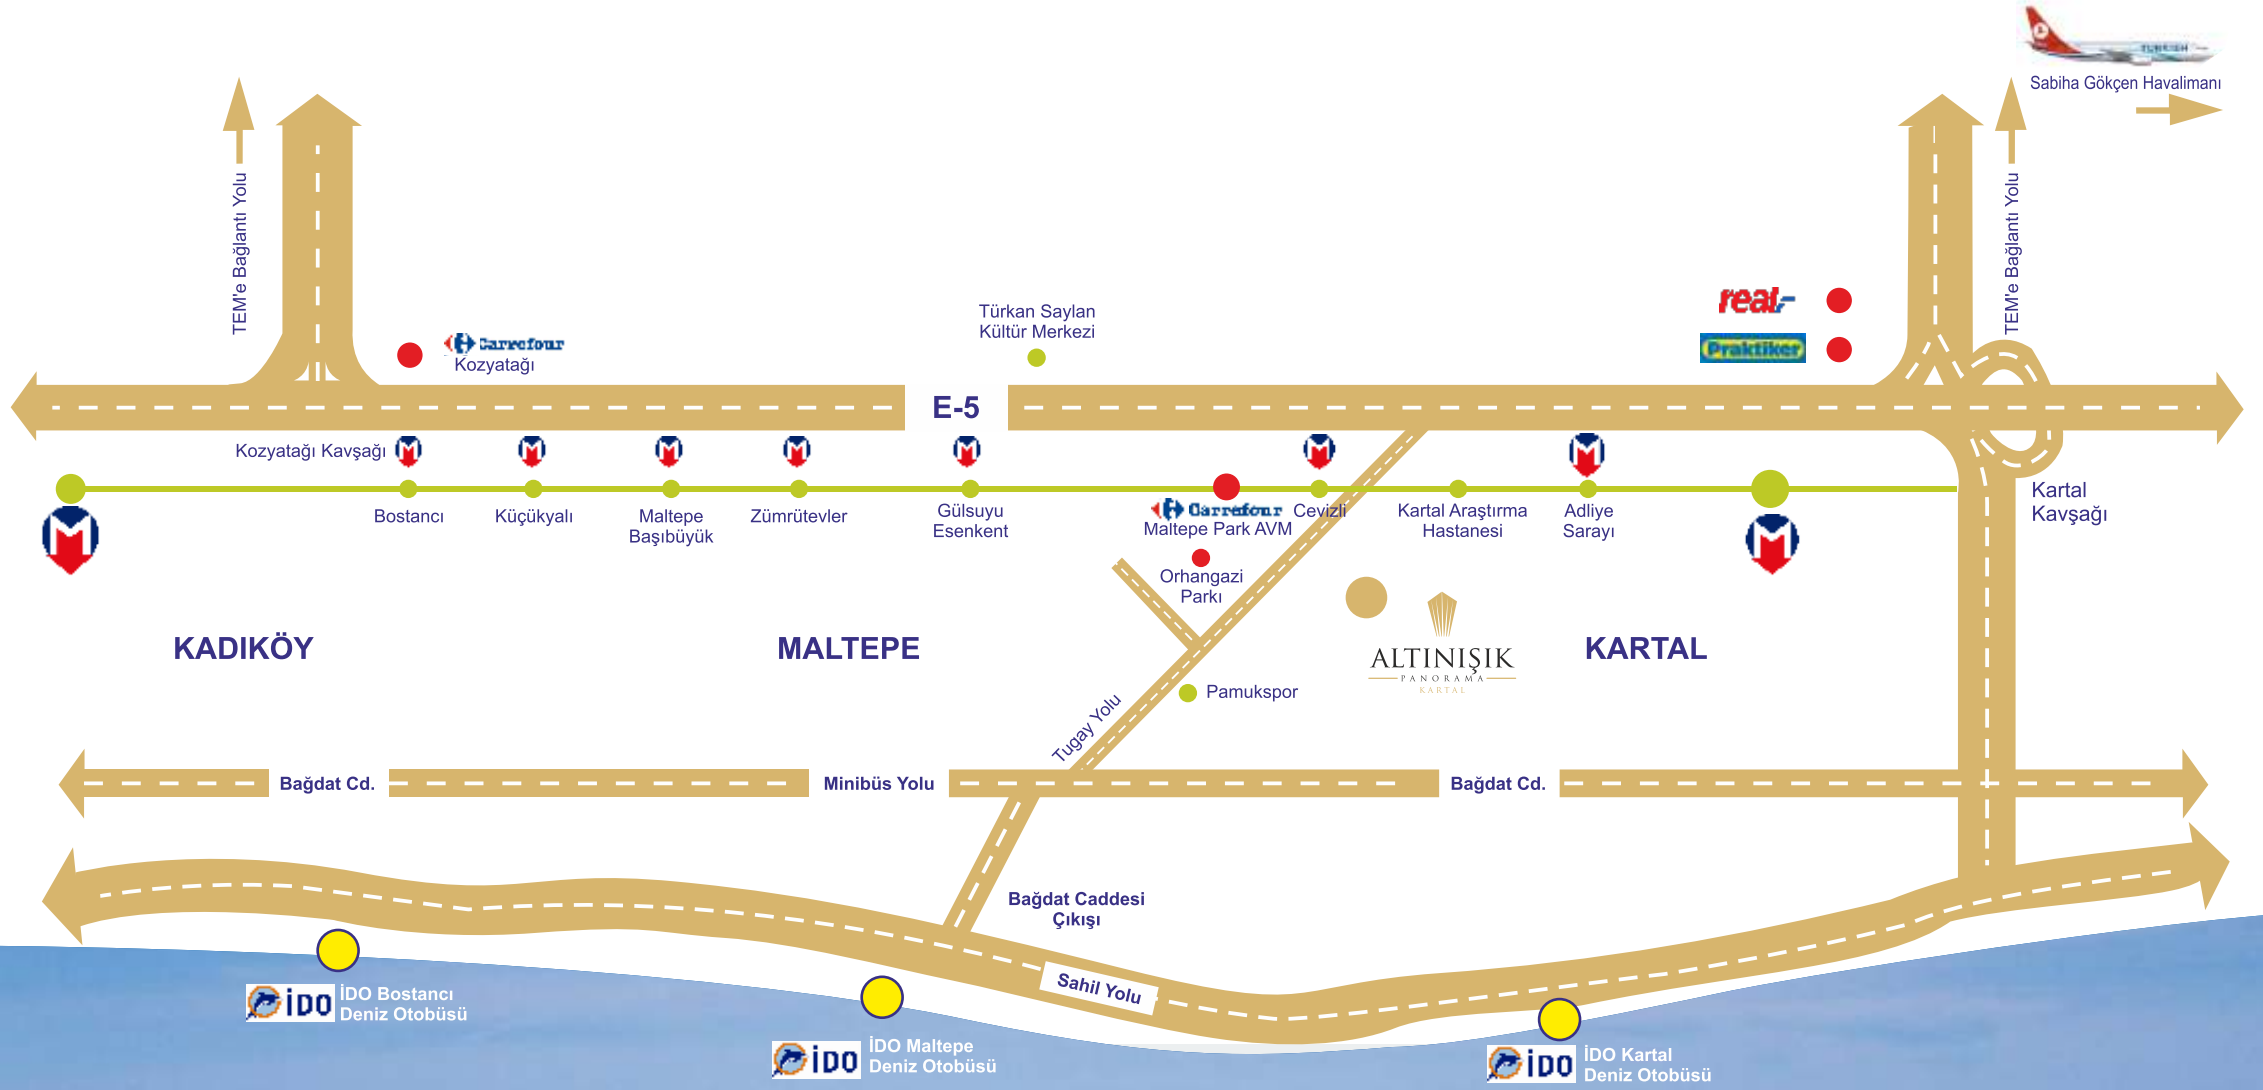 TURKISH
Sabiha Gökçen Havalimanı
TEM'e Bağlantı Yolu
TEM'e Bağlantı Yolu
real,-
Praktiker
Türkan Saylan
Kültür Merkezi
Carrefour
Kozyatağı
E-5
Kozyatağı Kavşağı
Bostancı
Küçükyalı
Maltepe
Başıbüyük
Zümrütevler
Gülsuyu
Esenkent
Carrefour
Maltepe Park AVM
Cevizli
Kartal Araştırma
Hastanesi
Adliye
Sarayı
Kartal
Kavşağı
Orhangazi
Parkı
KADIKÖY
MALTEPE
KARTAL
ALTINIŞIK
PANORAMA
KARTAL
Pamukspor
Tugay Yolu
Bağdat Cd.
Minibüs Yolu
Bağdat Cd.
Bağdat Caddesi
Çıkışı
Sahil Yolu
İDO
İDO Bostancı
Deniz Otobüsü
İDO
İDO Maltepe
Deniz Otobüsü
İDO
İDO Kartal
Deniz Otobüsü